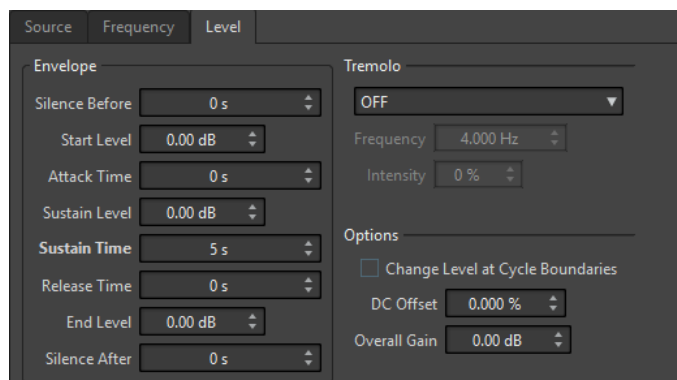 Source Frequency Level
Envelope
Silence Before 0 s
Start Level 0.00 dB
Attack Time 0 s
Sustain Level 0.00 dB
Sustain Time 5 s
Release Time 0 s
End Level 0.00 dB
Silence After 0 s
Tremolo
OFF
Frequency 4.000 Hz
Intensity 0 %
Options
Change Level at Cycle Boundaries
DC Offset 0.000 %
Overall Gain 0.00 dB